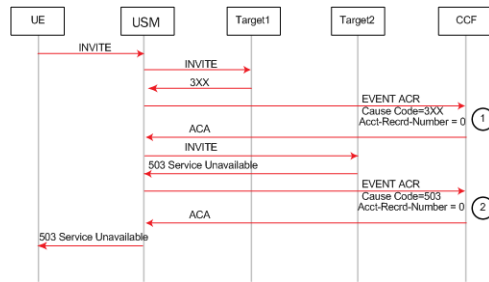 UE USM Target1 Target2 CCF
INVITE
INVITE
3XX
EVENT ACR
Cause Code=3XX
Acct-Recrd-Number = 0
1
ACA
INVITE
503 Service Unavailable
EVENT ACR
Cause Code=503
Acct-Recrd-Number = 0
2
ACA
503 Service Unavailable